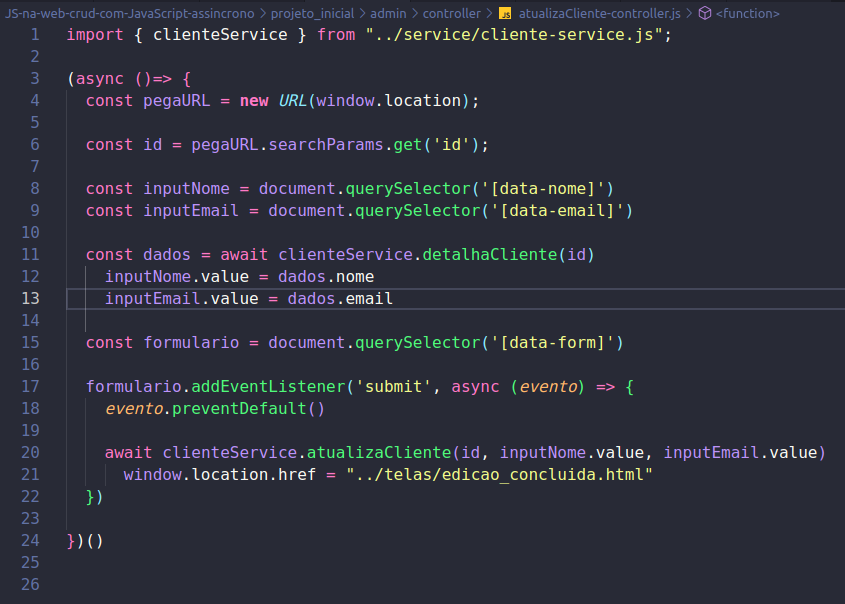 JS-na-web-crud-com-JavaScript-assincrono > projeto_inicial > admin > controller > JS atualizaCliente-controller.js > <function>
1 import { clienteService } from "../service/cliente-service.js";
2
3 (async ()=> {
4 const pegaURL = new URL(window.location);
5
6 const id = pegaURL.searchParams.get('id');
7
8 const inputNome = document.querySelector('[data-nome]')
9 const inputEmail = document.querySelector('[data-email]')
10
11 const dados = await clienteService.detalhaCliente(id)
12 inputNome.value = dados.nome
13 inputEmail.value = dados.email
14
15 const formulario = document.querySelector('[data-form]')
16
17 formulario.addEventListener('submit', async (evento) => {
18 evento.preventDefault()
19
20 await clienteService.atualizaCliente(id, inputNome.value, inputEmail.value)
21 window.location.href = "../telas/edicao_concluida.html"
22 })
23
24 })()
25
26